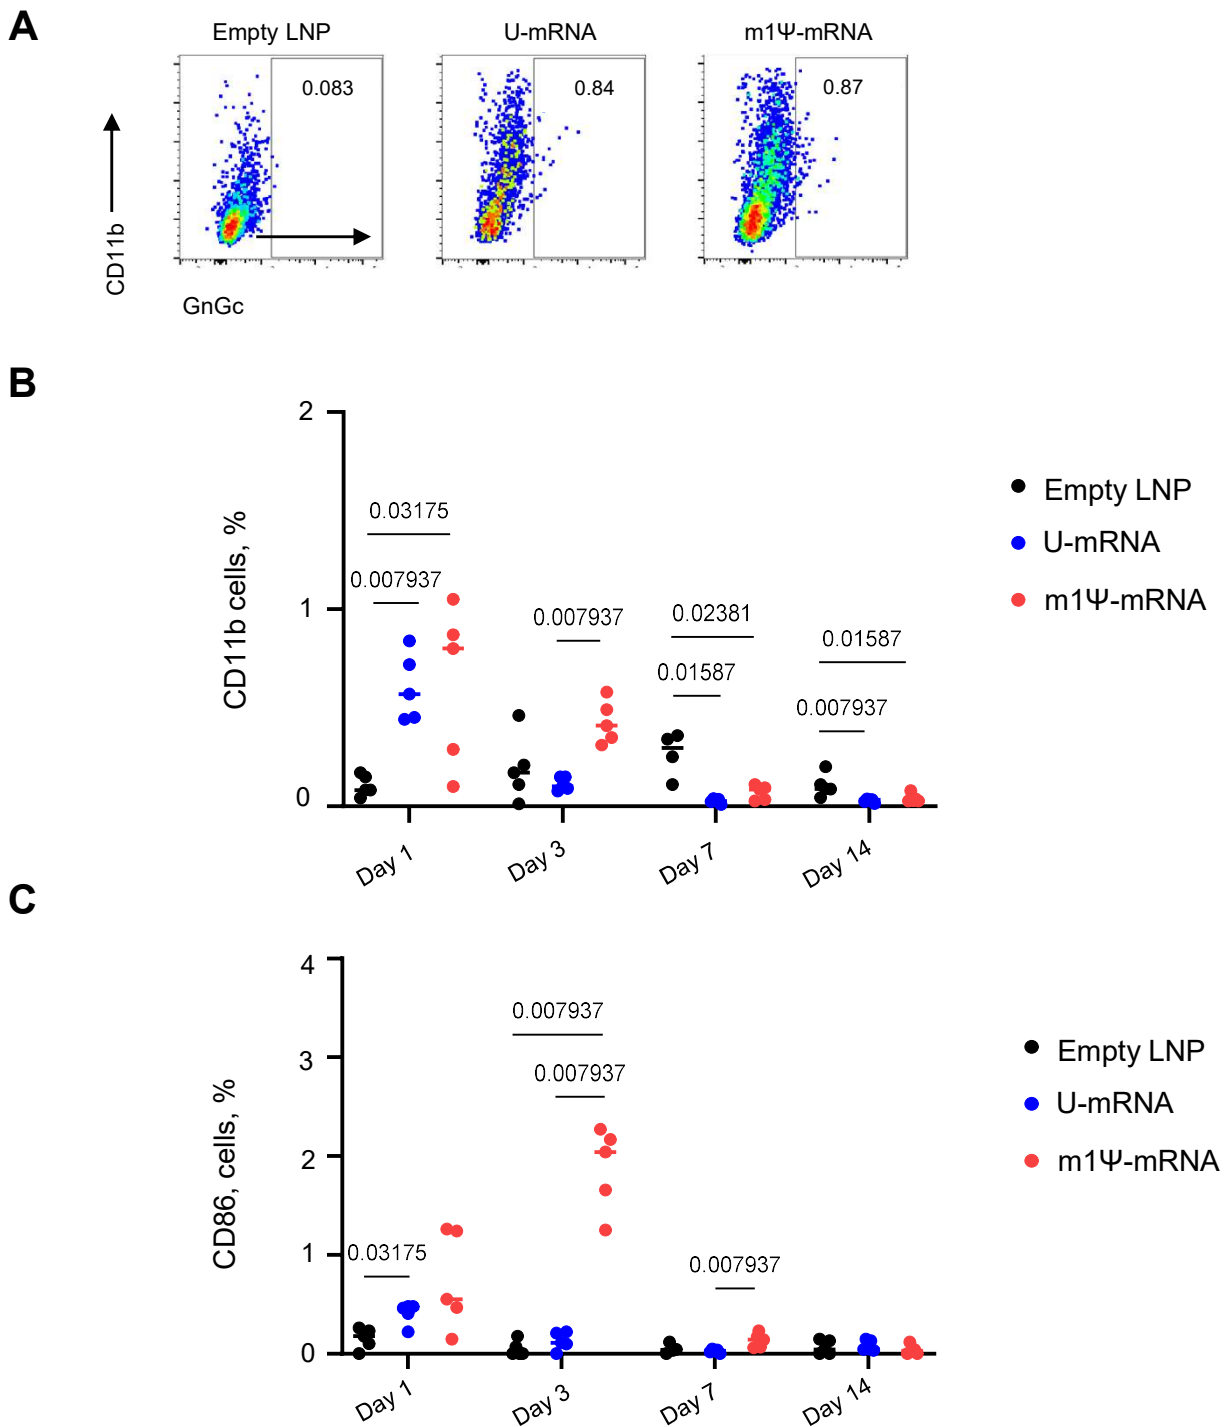 A
Empty LNP
U-mRNA
m1Ψ-mRNA
0.083
0.84
0.87
CD11b
GnGc
B
2
1
0
CD11b cells, %
0.03175
0.007937
0.007937
0.02381
0.01587
0.01587
0.007937
Day 1
Day 3
Day 7
Day 14
Empty LNP
U-mRNA
m1Ψ-mRNA
C
4
3
2
1
0
CD86, cells, %
0.007937
0.007937
0.03175
0.007937
Day 1
Day 3
Day 7
Day 14
Empty LNP
U-mRNA
m1Ψ-mRNA